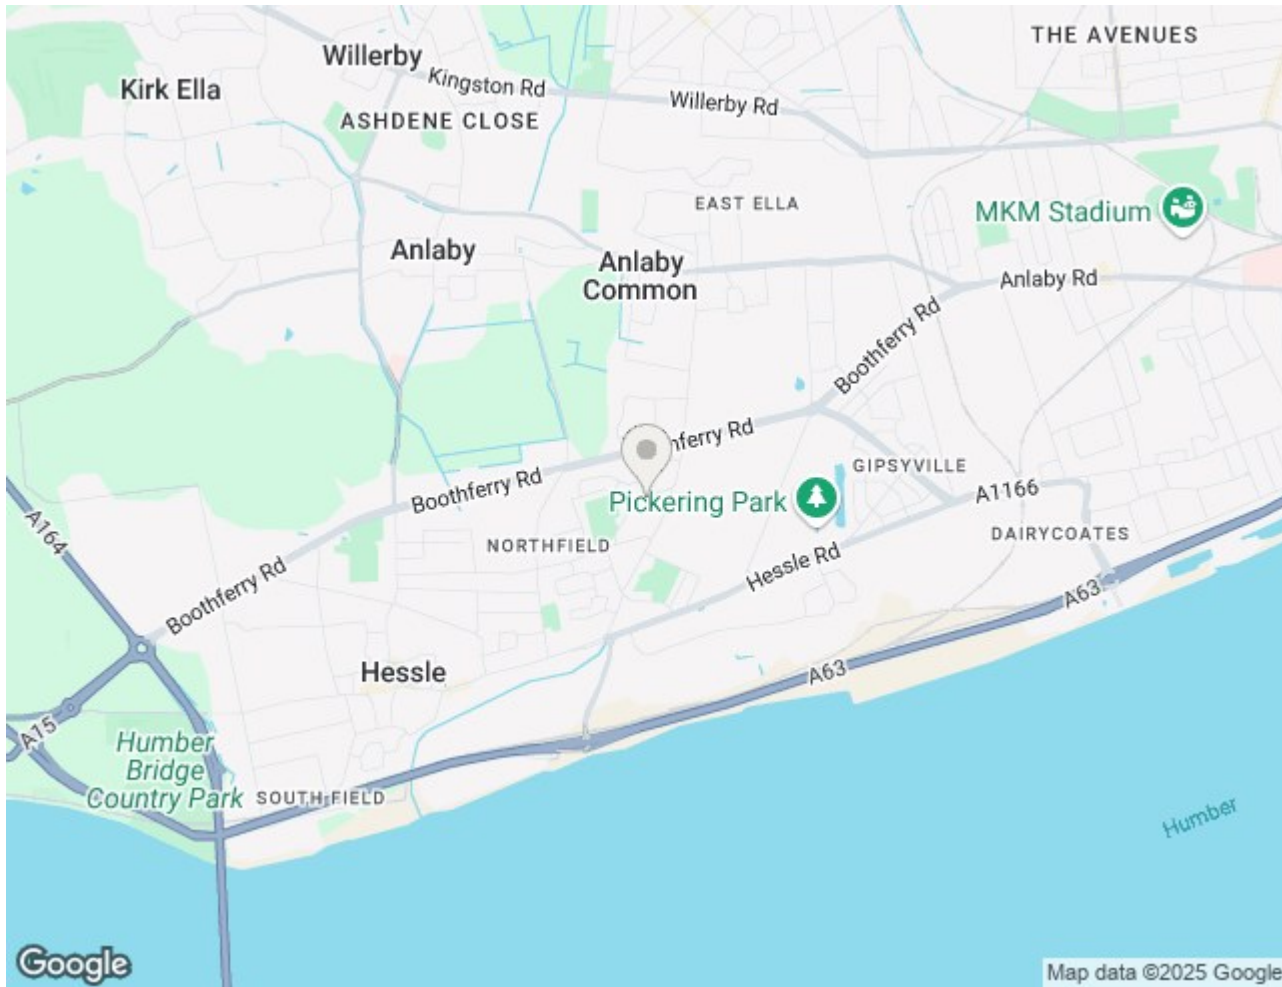 THE AVENUES
Willerby
Kirk Ella
Kingston Rd
Willerby Rd
ASHDENE CLOSE
EAST ELLA
MKM Stadium
Anlaby
Anlaby
Common
Anlaby Rd
Boothferry Rd
nferry Rd
Boothferry Rd
GIPSYVILLE
Pickering Park
A1166
A164
NORTHFIELD
DAIRYCOATES
Hessle Rd
Boothferry Rd
A63
Hessle
A63
A15
Humber
Bridge
Country Park
SOUTH FIELD
Humber
Google
Map data ©2025 Google